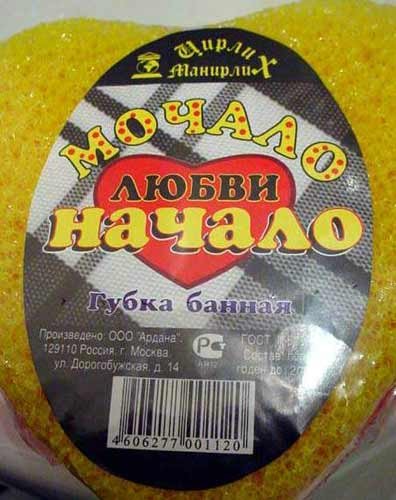 Цирлих
Манирлих
МОЧАЛО
ЛЮБВИ
начало
Губка банная
Произведено: ООО "Ардана".
129110 Россия, г. Москва,
ул. Дорогобужская, д. 14
ГОСТ
Состав:
годен до:
4606277001120